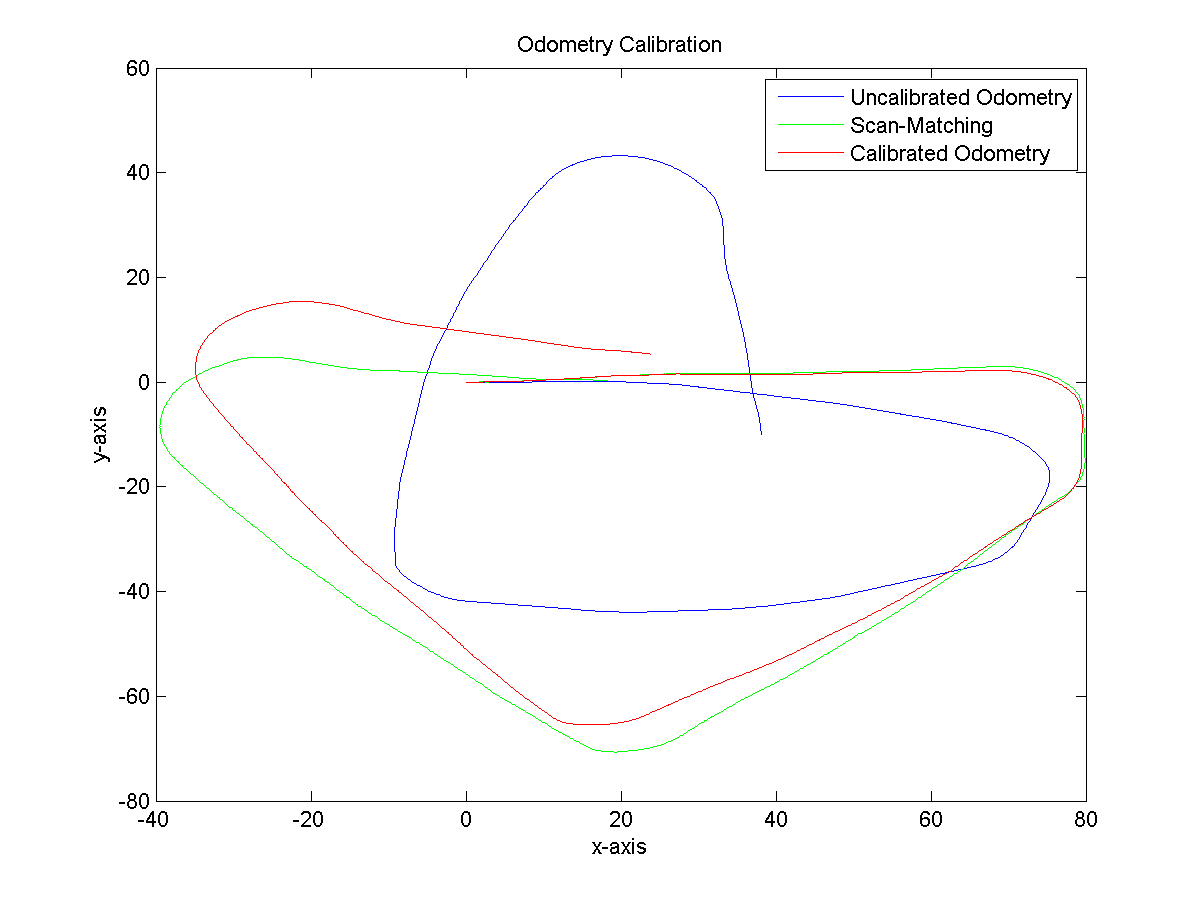 Odometry Calibration
Uncalibrated Odometry
Scan-Matching
Calibrated Odometry
60
40
20
0
-20
-40
-60
-80
y-axis
-40 -20 0 20 40 60 80
x-axis